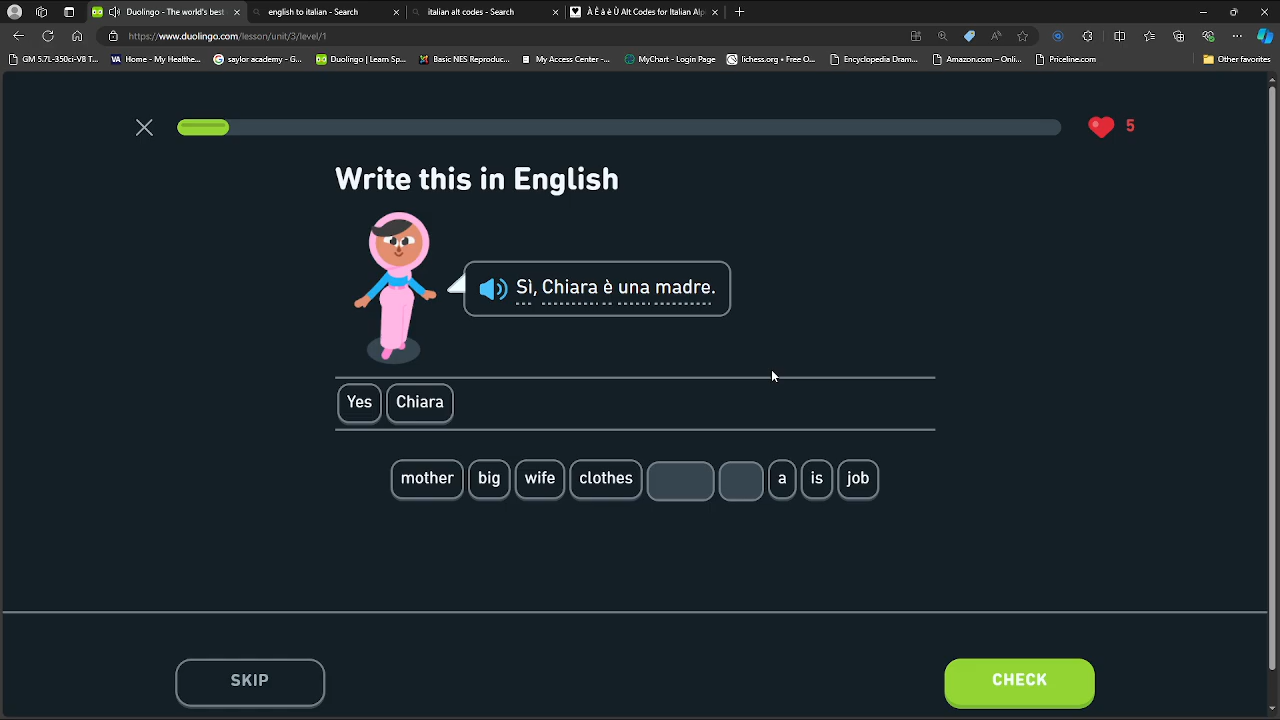 Duolingo - The world's best
english to italian - Search
italian alt codes - Search
À È à è Ù Alt Codes for Italian Alp
https://www.duolingo.com/lesson/unit/3/level/1
GM 5.7L-350ci-V8 T...
Home - My Healthe...
saylor academy - G...
Duolingo | Learn Sp...
Basic NES Reproduc...
My Access Center -...
MyChart - Login Page
lichess.org • Free O...
Encyclopedia Dram...
Amazon.com – Onli...
Priceline.com
Other favorites
5
Write this in English
Sì, Chiara è una madre.
Yes Chiara
mother big wife clothes a is job
SKIP CHECK